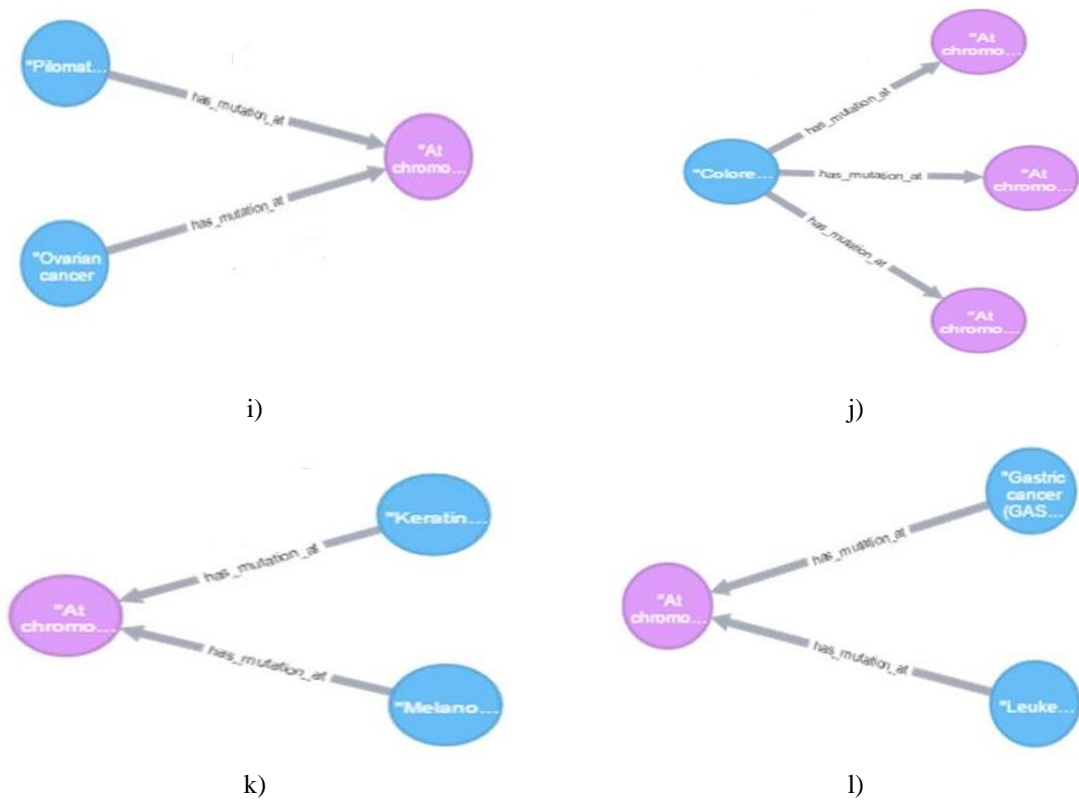 "Pilomat...
has_mutation_at
"At
chromo...
has_mutation_at
"Ovarian
cancer
i)
"At
chromo...
has_mutation_at
"Colore...
has_mutation_at
"At
chromo...
has_mutation_at
"At
chromo...
j)
"Keratin...
has_mutation_at
"At
chromo...
has_mutation_at
"Melano...
k)
"Gastric
cancer
(GAS...
has_mutation_at
"At
chromo...
has_mutation_at
"Leuke...
l)